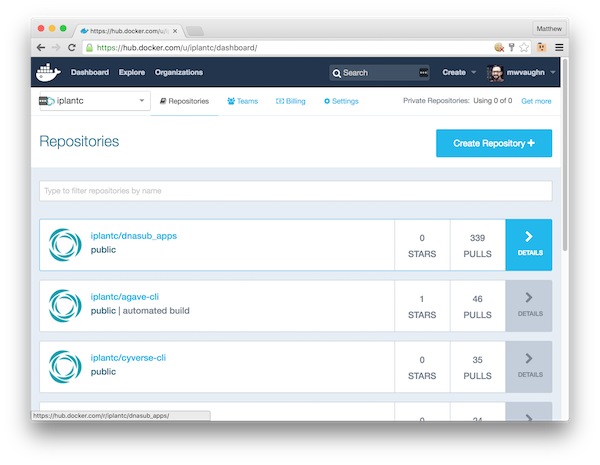 https://hub.docker.com/u/ip
Matthew
https://hub.docker.com/u/iplantc/dashboard/
Dashboard Explore Organizations Search Create mwvaughn
iplantc Repositories Teams Billing Settings Private Repositories: Using 0 of 0 Get more
Repositories
Create Repository +
Type to filter repositories by name
iplantc/dnasub_apps
public
0
STARS
339
PULLS
DETAILS
iplantc/agave-cli
public | automated build
1
STARS
46
PULLS
DETAILS
iplantc/cyverse-cli
public
0
STARS
35
PULLS
DETAILS
0 24
https://hub.docker.com/r/iplantc/dnasub_apps/